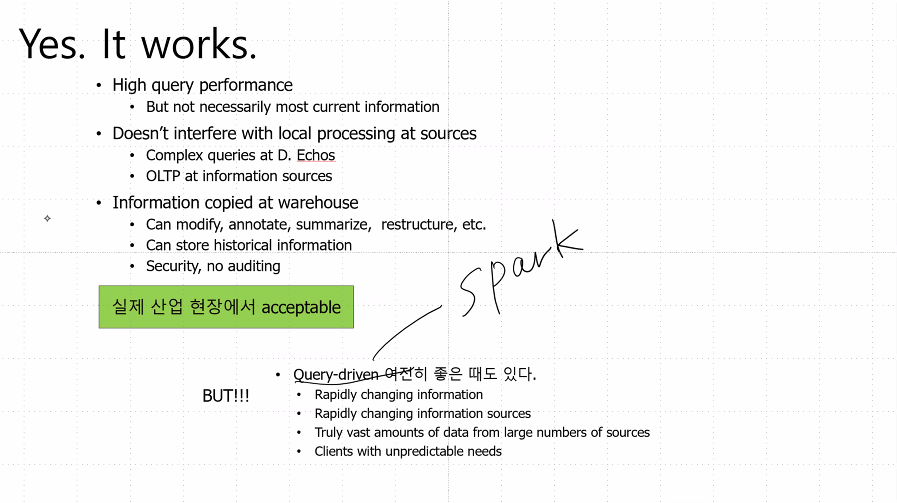 Yes. It works.
• High query performance
• But not necessarily most current information
• Doesn't interfere with local processing at sources
• Complex queries at D. Echos
• OLTP at information sources
• Information copied at warehouse
• Can modify, annotate, summarize, restructure, etc.
• Can store historical information
• Security, no auditing
spark
실제 산업 현장에서 acceptable
BUT!!!
• Query-driven 여전히 좋은 때도 있다.
• Rapidly changing information
• Rapidly changing information sources
• Truly vast amounts of data from large numbers of sources
• Clients with unpredictable needs